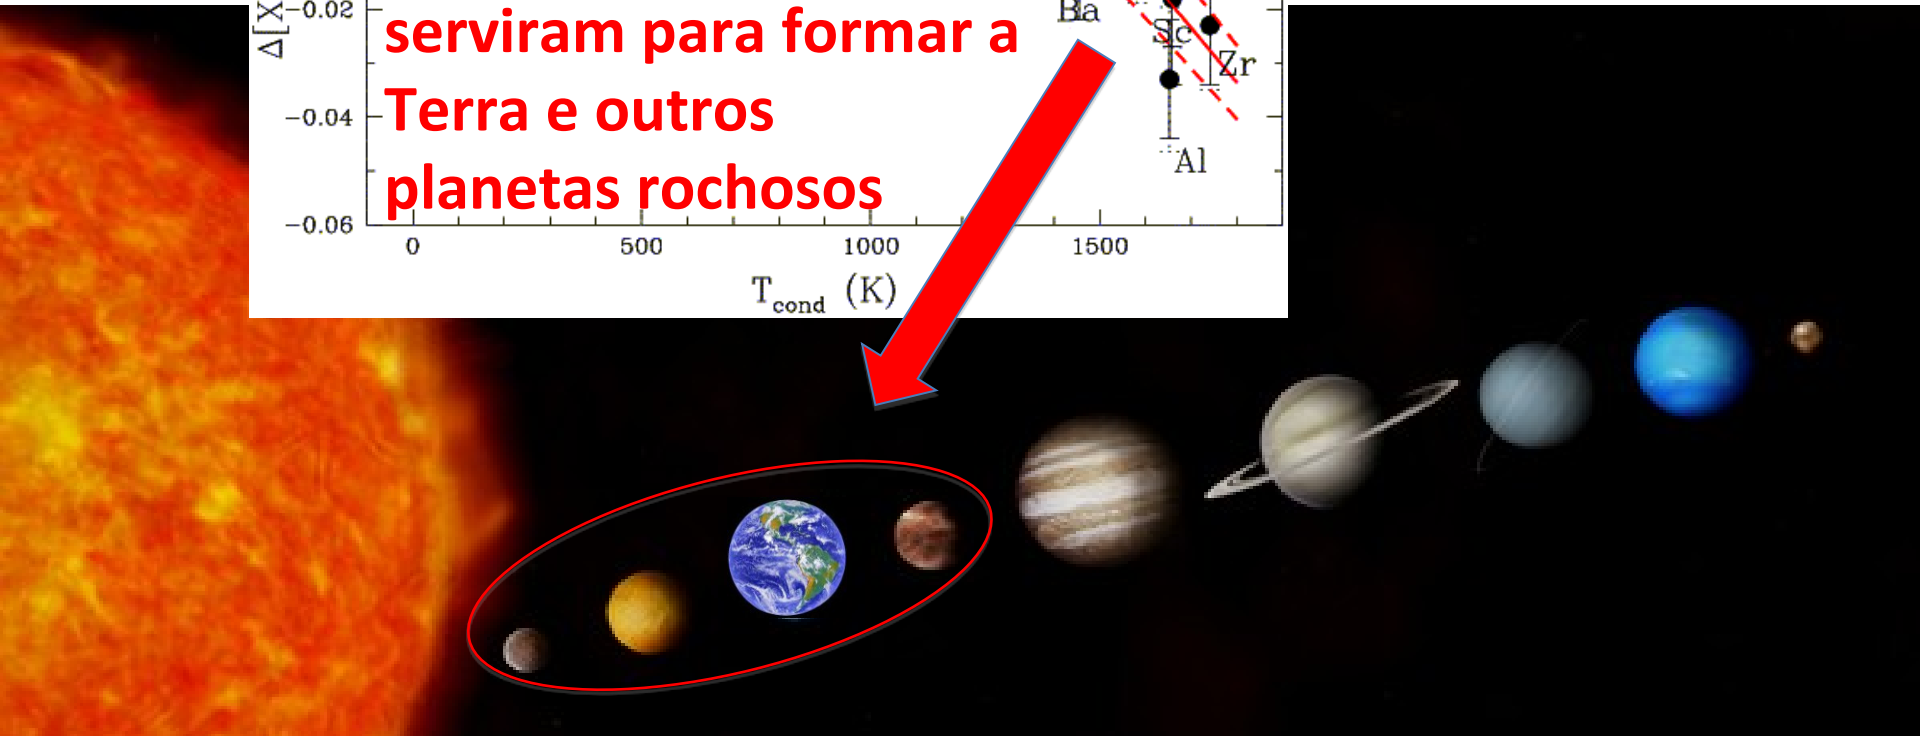 −0.02
Δ[X
serviram para formar a
Ba
Sc
Zr
Terra e outros
−0.04
Al
planetas rochosos
−0.06
0 500 1000 1500
Tcond (K)